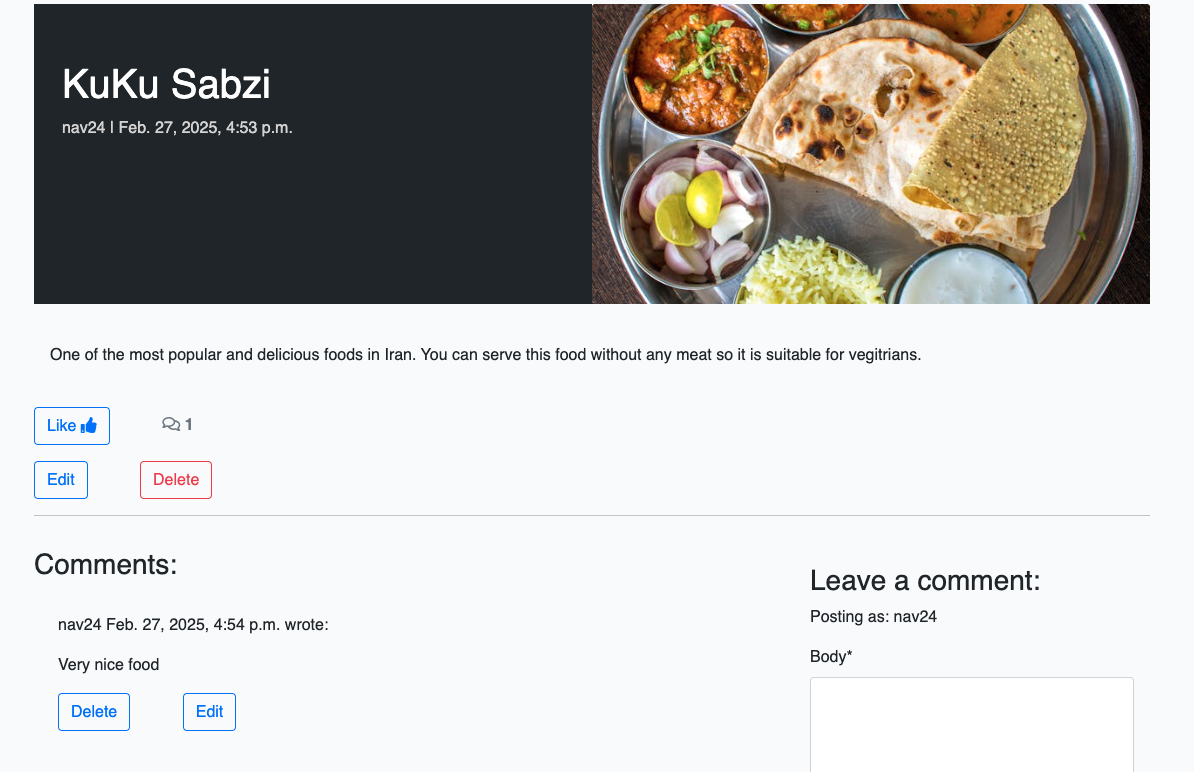 KuKu Sabzi
nav24 | Feb. 27, 2025, 4:53 p.m.
One of the most popular and delicious foods in Iran. You can serve this food without any meat so it is suitable for vegitrians.
Like 1
Edit Delete
Comments:
nav24 Feb. 27, 2025, 4:54 p.m. wrote:
Very nice food
Delete Edit
Leave a comment:
Posting as: nav24
Body*